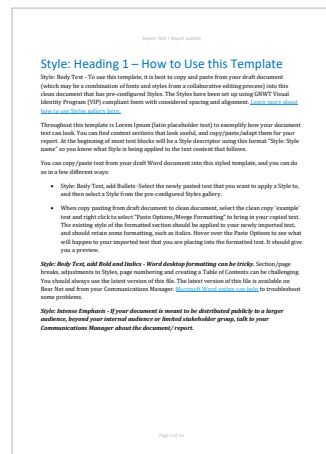 Report Title | Report Subtitle
Style: Heading 1 – How to Use this Template
Style: Body Text - To use this template, it is best to copy and paste from your draft document
(which may be a combination of fonts and styles from a collaborative editing process) into this
clean document that has pre-configured Styles. The Styles have been set up using GNWT Visual
Identity Program (VIP) compliant fonts with considered spacing and alignment. Learn more about
how to use Styles gallery here.
Throughout this template is Lorem Ipsum (latin placeholder text) to exemplify how your document
text can look. You can find content sections that look useful, and copy/paste/adapt them for your
report. At the beginning of most text blocks will be a Style descriptor using this format "Style: Style
name" so you know what Style is being applied to the text content that follows.
You can copy/paste text from your draft Word document into this styled template, and you can do
so in a few different ways:
• Style: Body Text, add Bullets -Select the newly pasted text that you want to apply a Style to,
and then select a Style from the pre-configured Styles gallery.
• When copy pasting from draft document to clean document, select the clean copy 'example'
text and right click to select "Paste Options/Merge Formatting" to bring in your copied text.
The existing style of the formatted section should be applied to your newly imported text,
and should retain some formatting, such as italics. Hover over the Paste Options to see what
will happen to your imported text that you are placing into the formatted text. It should give
you a preview.
Style: Body Text, add Bold and Italics - Word desktop formatting can be tricky. Section/page
breaks, adjustments to Styles, page numbering and creating a Table of Contents can be challenging.
You should always use the latest version of this file. The latest version of this file is available on
Bear Net and from your Communications Manager. Microsoft Word online can help to troubleshoot
some problems.
Style: Intense Emphasis - If your document is meant to be distributed publicly to a larger
audience, beyond your internal audience or limited stakeholder group, talk to your
Communications Manager about the document/ report.